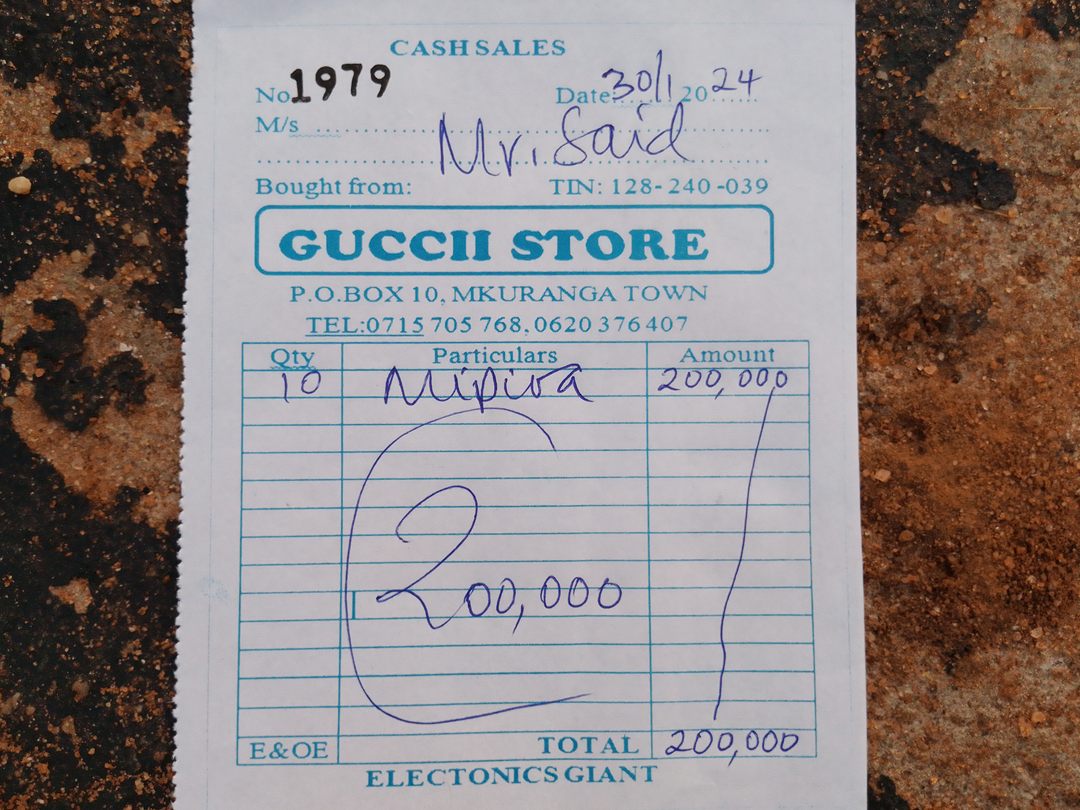 CASH SALES
No. 1979 Date 30/1 2024
M/s Mr. Said
Bought from: TIN: 128-240-039
GUCCII STORE
P.O.BOX 10, MKURANGA TOWN
TEL:0715 705 768, 0620 376407
Qty Particulars Amount
10 Mipira 200,000
200,000
E&OE TOTAL 200,000
ELECTONICS GIANT